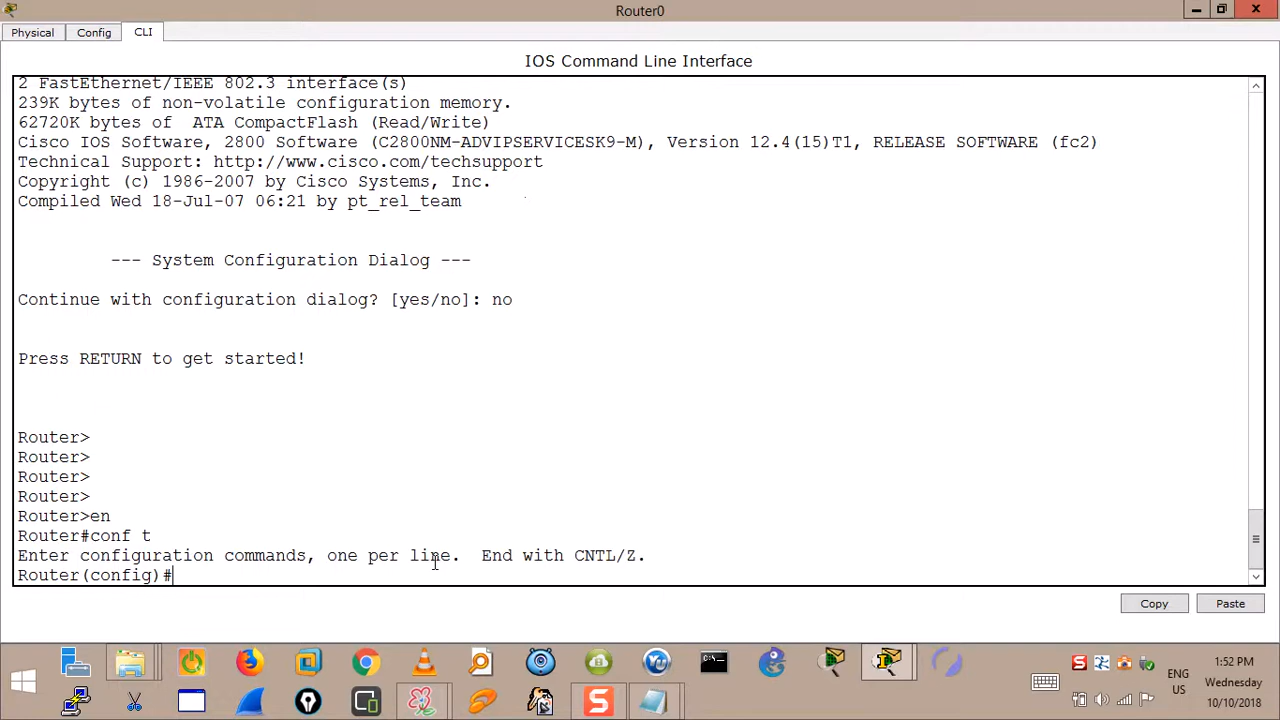 Router0
Physical Config CLI
IOS Command Line Interface
2 FastEthernet/IEEE 802.3 interface(s)
239K bytes of non-volatile configuration memory.
62720K bytes of  ATA CompactFlash (Read/Write)
Cisco IOS Software, 2800 Software (C2800NM-ADVIPSERVICESK9-M), Version 12.4(15)T1, RELEASE SOFTWARE (fc2)
Technical Support: http://www.cisco.com/techsupport
Copyright (c) 1986-2007 by Cisco Systems, Inc.
Compiled Wed 18-Jul-07 06:21 by pt_rel_team
--- System Configuration Dialog ---
Continue with configuration dialog? [yes/no]: no
Press RETURN to get started!
Router>
Router>
Router>
Router>
Router>en
Router#conf t
Enter configuration commands, one per line.  End with CNTL/Z.
Router(config)#
Copy Paste
ENG
US
1:52 PM
Wednesday
10/10/2018